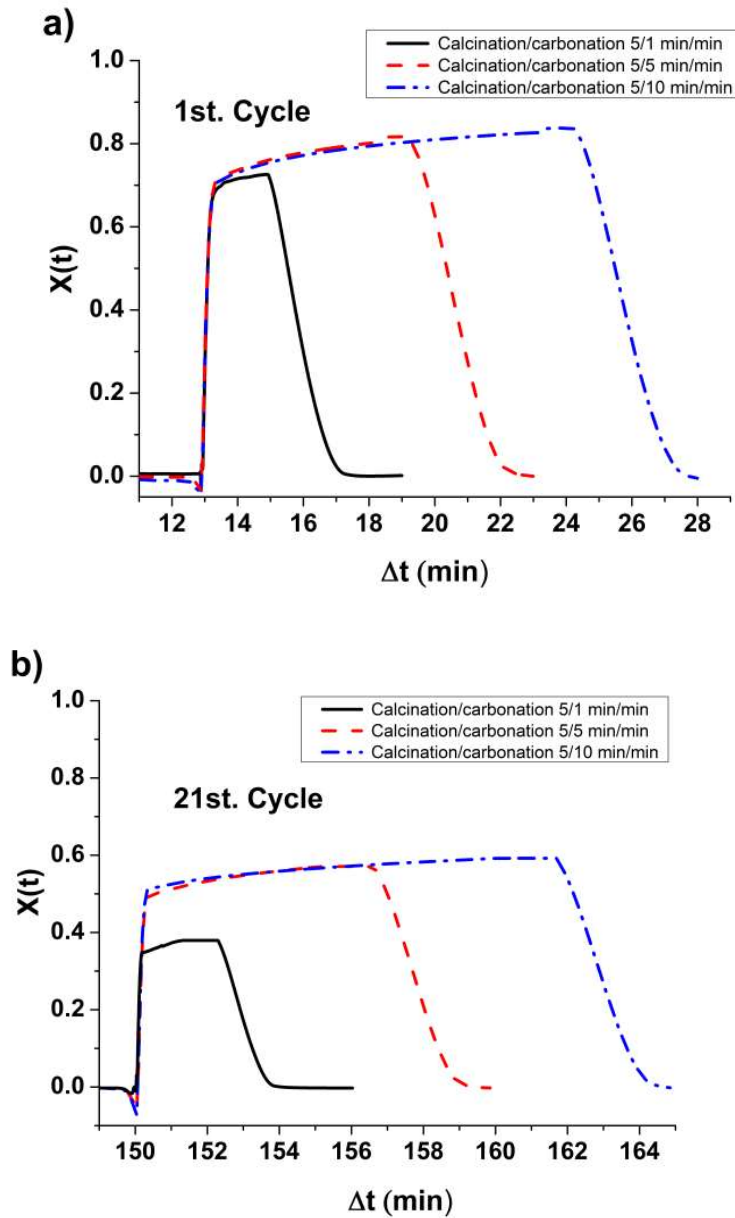 a)
Calcination/carbonation 5/1 min/min
Calcination/carbonation 5/5 min/min
Calcination/carbonation 5/10 min/min
1st. Cycle
1.0
0.8
0.6
0.4
0.2
0.0
X(t)
12 14 16 18 20 22 24 26 28
Δt (min)
b)
Calcination/carbonation 5/1 min/min
Calcination/carbonation 5/5 min/min
Calcination/carbonation 5/10 min/min
21st. Cycle
1.0
0.8
0.6
0.4
0.2
0.0
X(t)
150 152 154 156 158 160 162 164
Δt (min)